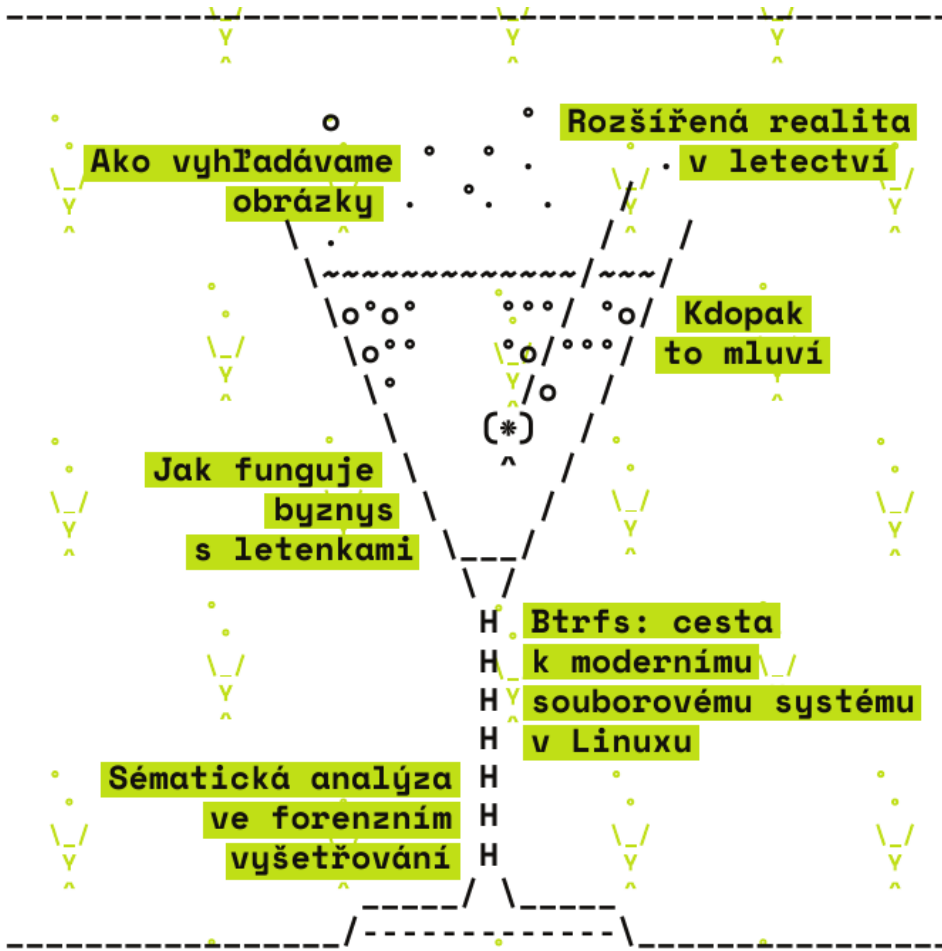 Rozšířená realita
v letectví
Ako vyhľadávame
obrázky
Kdopak
to mluví
Jak funguje
byznys
s letenkami
Btrfs: cesta
k modernímu
souborovému systému
v Linuxu
Sématická analýza
ve forenzním
vyšetřování